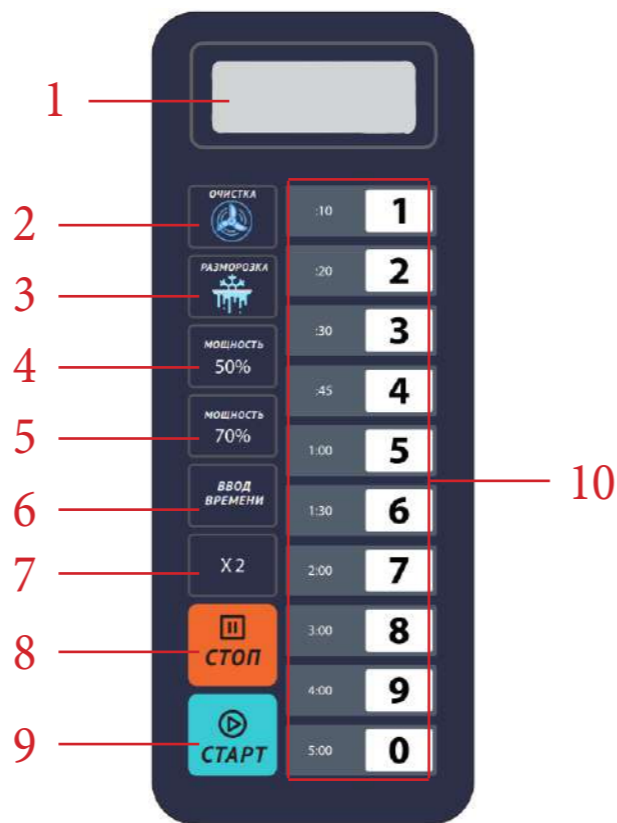 1
2
ОЧИСТКА
:10 1
3
РАЗМОРОЗКА
:20 2
4
МОЩНОСТЬ
50%
:30 3
5
МОЩНОСТЬ
70%
:45 4
1:00 5
6
ВВОД
ВРЕМЕНИ
1:30 6
10
7
X 2
2:00 7
8
СТОП
3:00 8
9
СТАРТ
4:00 9
5:00 0